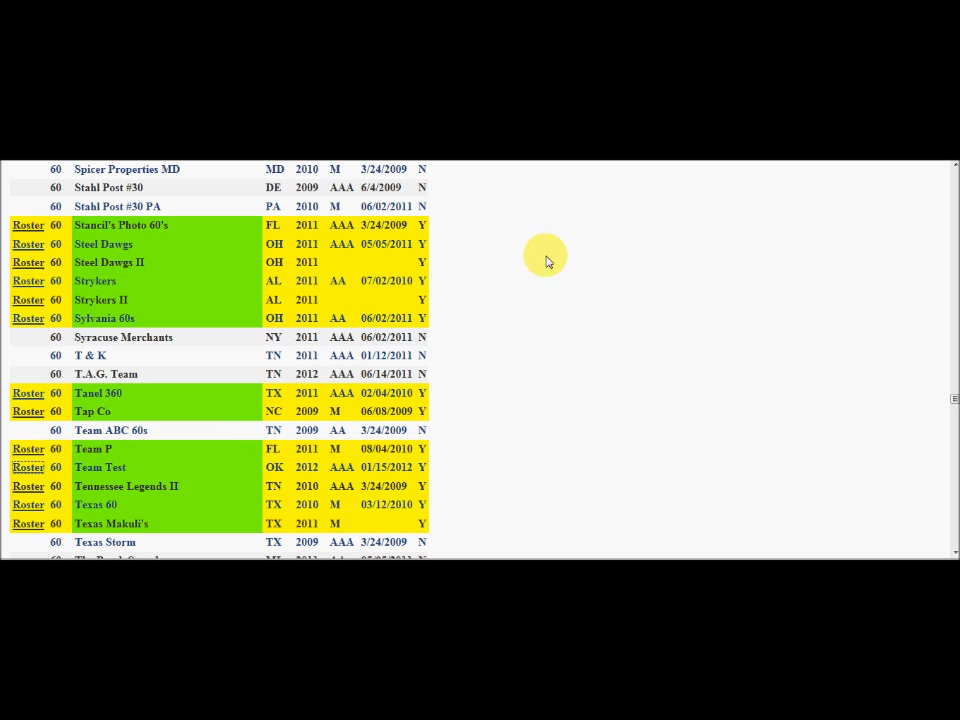 60 Spicer Properties MD MD 2010 M 3/24/2009 N
60 Stahl Post #30 DE 2009 AAA 6/4/2009 N
60 Stahl Post #30 PA PA 2010 M 06/02/2011 N
Roster 60 Stancil's Photo 60's FL 2011 AAA 3/24/2009 Y
Roster 60 Steel Dawgs OH 2011 AAA 05/05/2011 Y
Roster 60 Steel Dawgs II OH 2011 Y
Roster 60 Strykers AL 2011 AA 07/02/2010 Y
Roster 60 Strykers II AL 2011 Y
Roster 60 Sylvania 60s OH 2011 AA 06/02/2011 Y
60 Syracuse Merchants NY 2011 AAA 06/02/2011 N
60 T & K TN 2011 AAA 01/12/2011 N
60 T.A.G. Team TN 2012 AAA 06/14/2011 N
Roster 60 Tanel 360 TX 2011 AAA 02/04/2010 Y
Roster 60 Tap Co NC 2009 M 06/08/2009 Y
60 Team ABC 60s TN 2009 AA 3/24/2009 N
Roster 60 Team P FL 2011 M 08/04/2010 Y
Roster 60 Team Test OK 2012 AAA 01/15/2012 Y
Roster 60 Tennessee Legends II TN 2010 AAA 3/24/2009 Y
Roster 60 Texas 60 TX 2010 M 03/12/2010 Y
Roster 60 Texas Makuli's TX 2011 M Y
60 Texas Storm TX 2009 AAA 3/24/2009 N